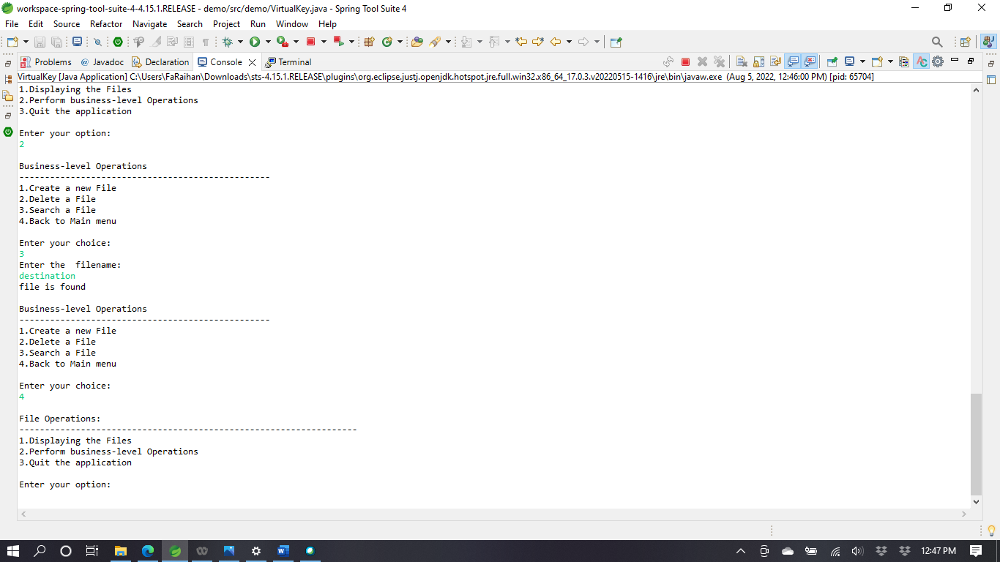 workspace-spring-tool-suite-4-4.15.1.RELEASE - demo/src/demo/VirtualKey.java - Spring Tool Suite 4
File Edit Source Refactor Navigate Search Project Run Window Help
Problems @ Javadoc Declaration Console Terminal
VirtualKey [Java Application] C:\Users\FaRaihan\Downloads\sts-4.15.1.RELEASE\plugins\org.eclipse.justj.openjdk.hotspot.jre.full.win32.x86_64_17.0.3.v20220515-1416\jre\bin\javaw.exe (Aug 5, 2022, 12:46:00 PM) [pid: 65704]
1.Displaying the Files
2.Perform business-level Operations
3.Quit the application
Enter your option:
2
Business-level Operations
-------------------------------------------------
1.Create a new File
2.Delete a File
3.Search a File
4.Back to Main menu
Enter your choice:
3
Enter the  filename:
destination
file is found
Business-level Operations
-------------------------------------------------
1.Create a new File
2.Delete a File
3.Search a File
4.Back to Main menu
Enter your choice:
4
File Operations:
------------------------------------------------------------------
1.Displaying the Files
2.Perform business-level Operations
3.Quit the application
Enter your option:
12:47 PM